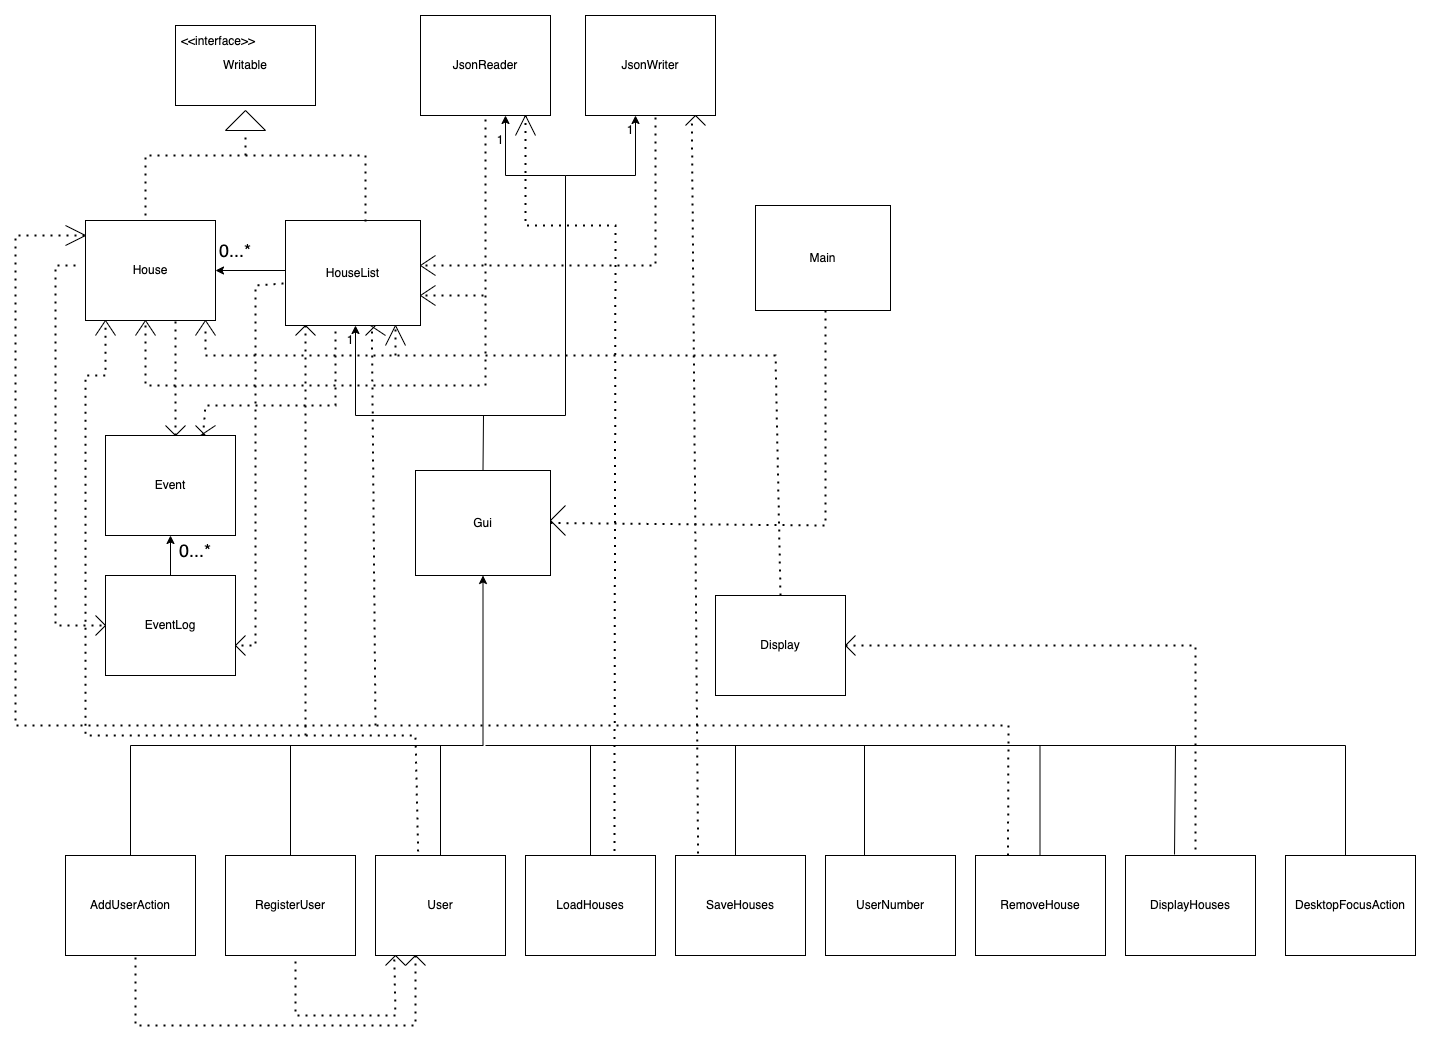 <<interface>>
Writable
JsonReader
JsonWriter
1
1
House
0...*
HouseList
Main
1
Event
0...*
Gui
EventLog
Display
AddUserAction
RegisterUser
User
LoadHouses
SaveHouses
UserNumber
RemoveHouse
DisplayHouses
DesktopFocusAction